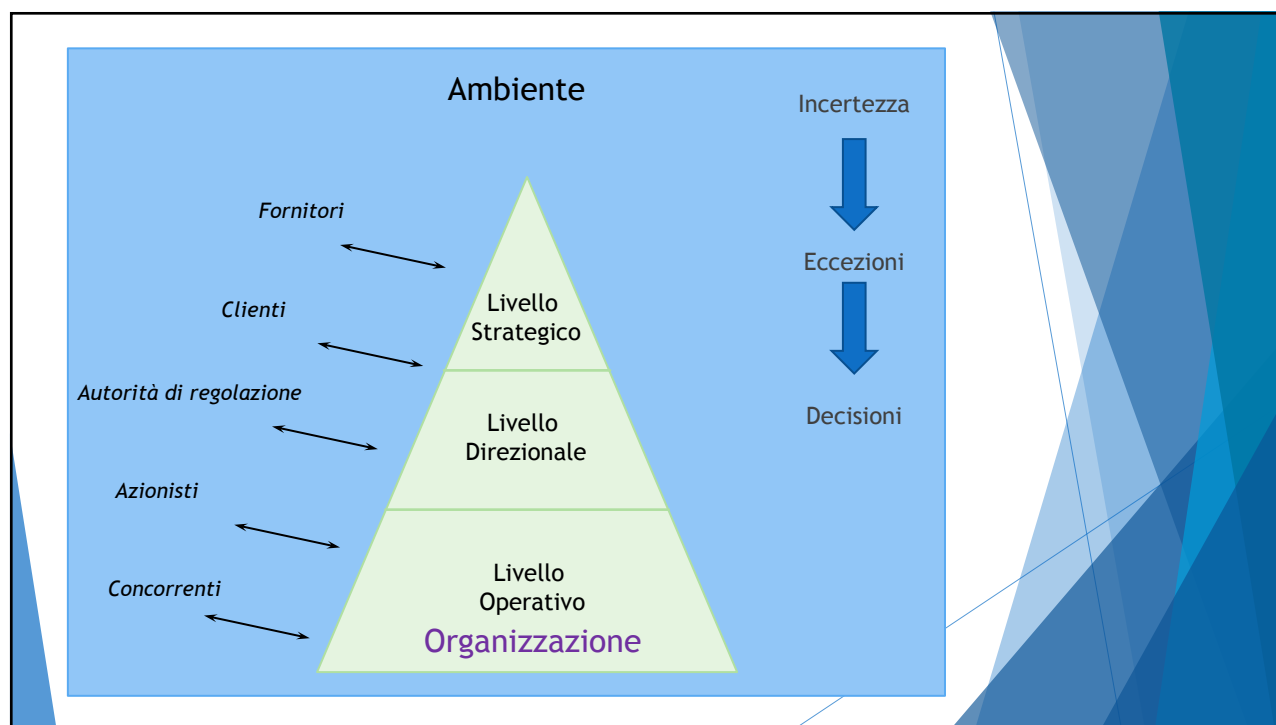 Ambiente
Incertezza
Fornitori
Eccezioni
Clienti
Livello
Strategico
Autorità di regolazione
Livello
Direzionale
Decisioni
Azionisti
Livello
Operativo
Concorrenti
Organizzazione